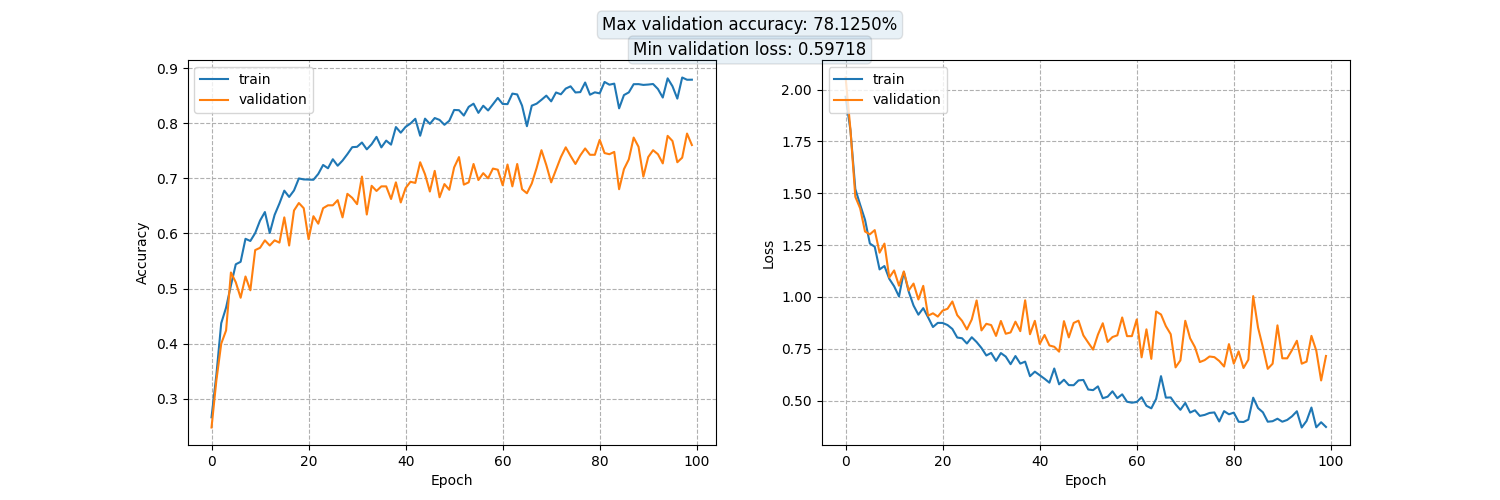 Max validation accuracy: 78.1250%
Min validation loss: 0.59718
train
validation
0.9
0.8
0.7
0.6
0.5
0.4
0.3
Accuracy
0 20 40 60 80 100
Epoch
train
validation
2.00
1.75
1.50
1.25
1.00
0.75
0.50
Loss
0 20 40 60 80 100
Epoch